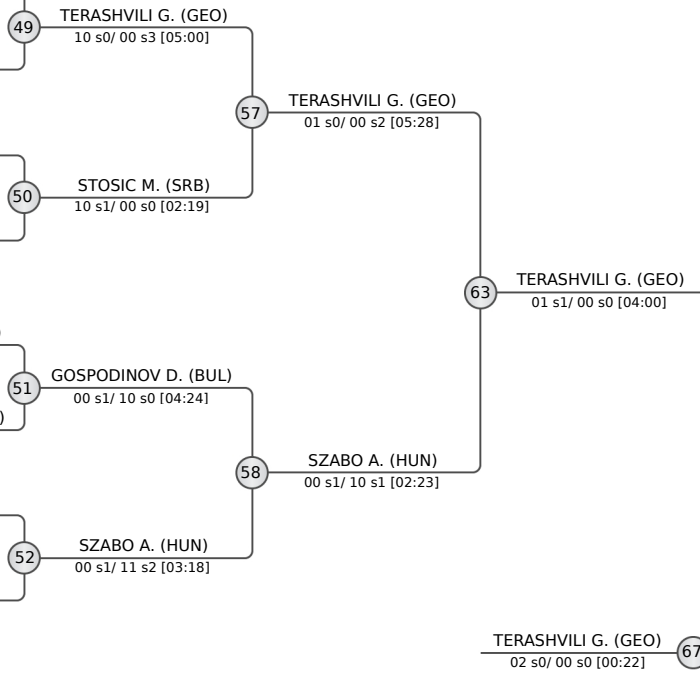 49
TERASHVILI G. (GEO)
10 s0/ 00 s3 [05:00]
57
TERASHVILI G. (GEO)
01 s0/ 00 s2 [05:28]
50
STOSIC M. (SRB)
10 s1/ 00 s0 [02:19]
63
TERASHVILI G. (GEO)
01 s1/ 00 s0 [04:00]
)
51
GOSPODINOV D. (BUL)
00 s1/ 10 s0 [04:24]
)
58
SZABO A. (HUN)
00 s1/ 10 s1 [02:23]
52
SZABO A. (HUN)
00 s1/ 11 s2 [03:18]
TERASHVILI G. (GEO)
02 s0/ 00 s0 [00:22]
67